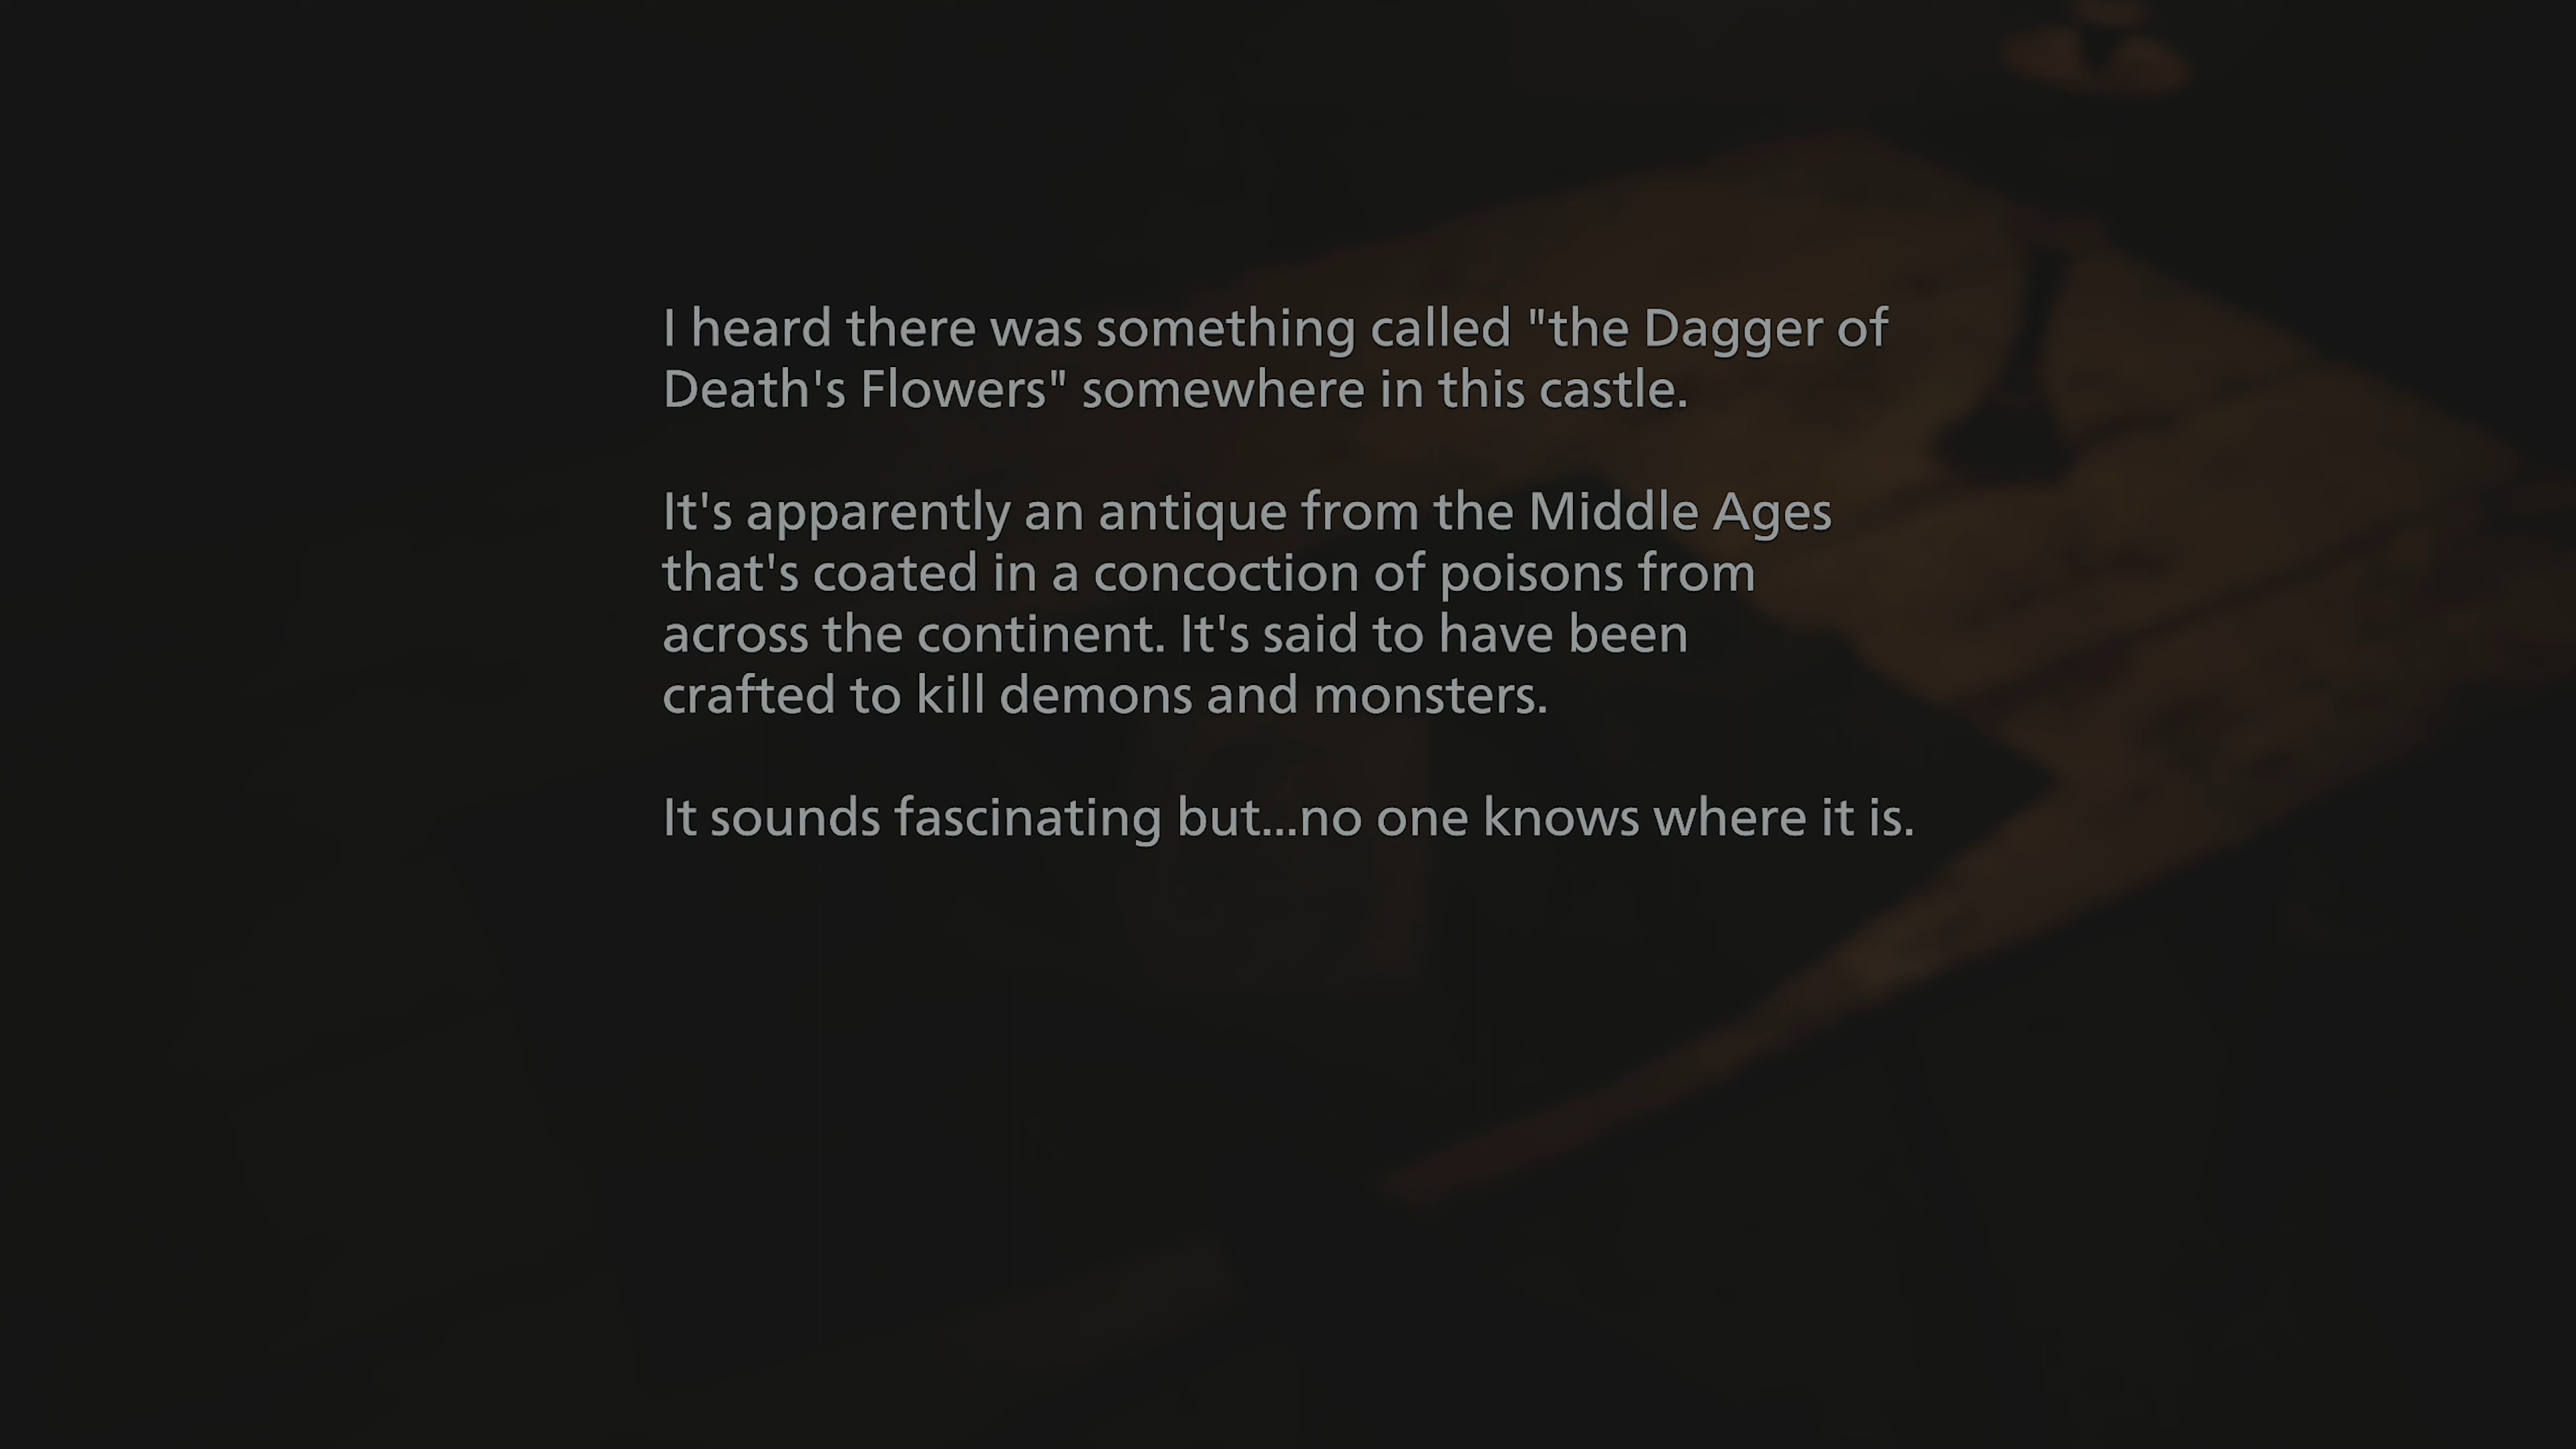 I heard there was something called "the Dagger of
Death's Flowers" somewhere in this castle.
It's apparently an antique from the Middle Ages
that's coated in a concoction of poisons from
across the continent. It's said to have been
crafted to kill demons and monsters.
It sounds fascinating but...no one knows where it is.